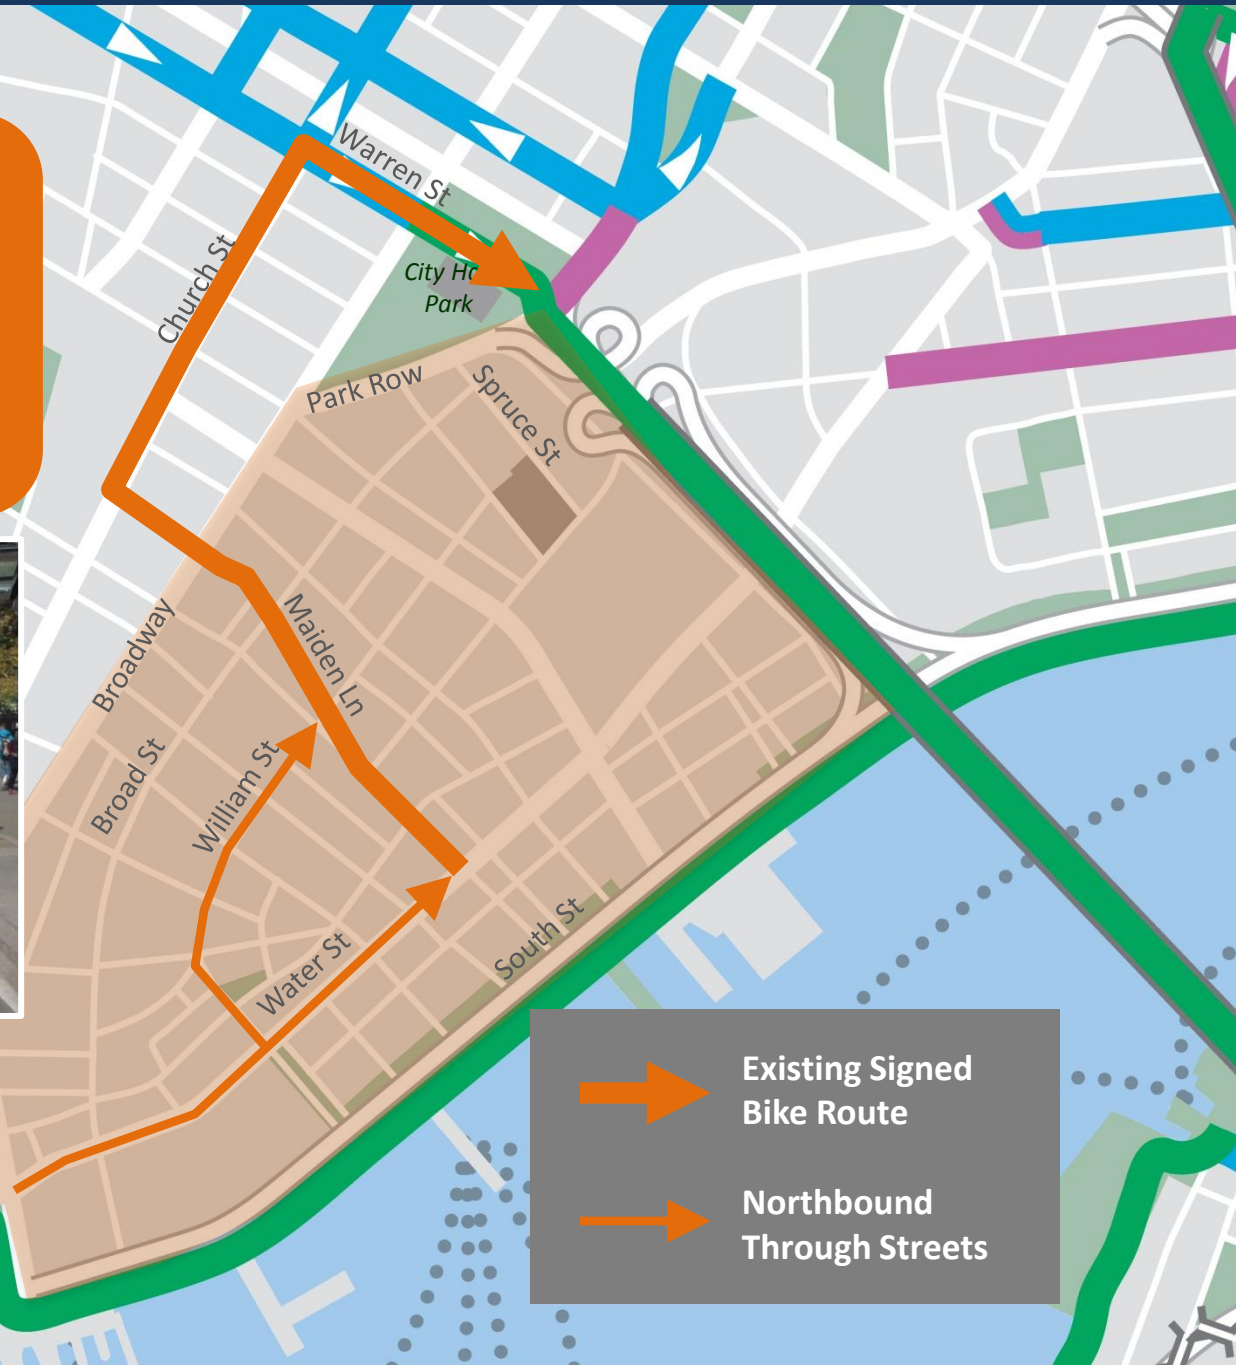 Warren St
Church St
City H
Park
Park Row
Spruce St
Maiden Ln
Broadway
Broad St
William St
Water St
South St
Existing Signed
Bike Route
Northbound
Through Streets